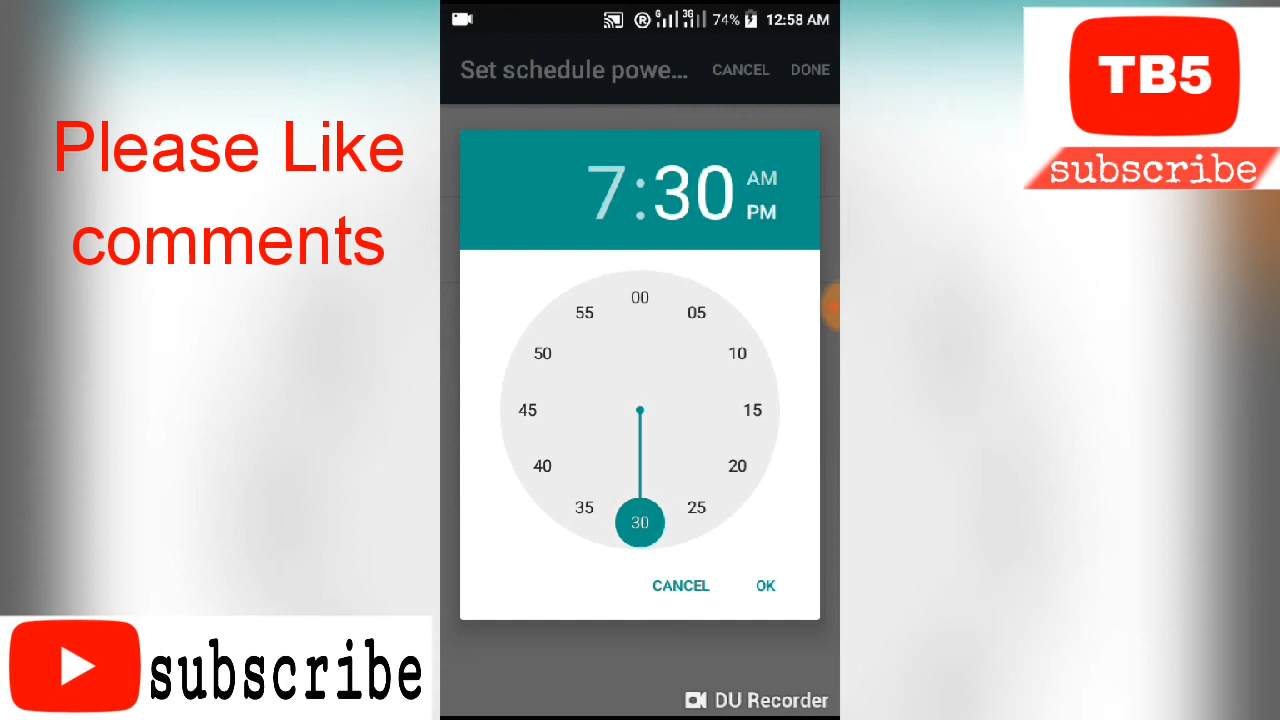 Please Like
comments
subscribe
G 3G 74% 12:58 AM
Set schedule powe... CANCEL DONE
7:30 AM
PM
00
55 05
50 10
45 15
40 20
35 25
30
CANCEL OK
DU Recorder
TB5
subscribe